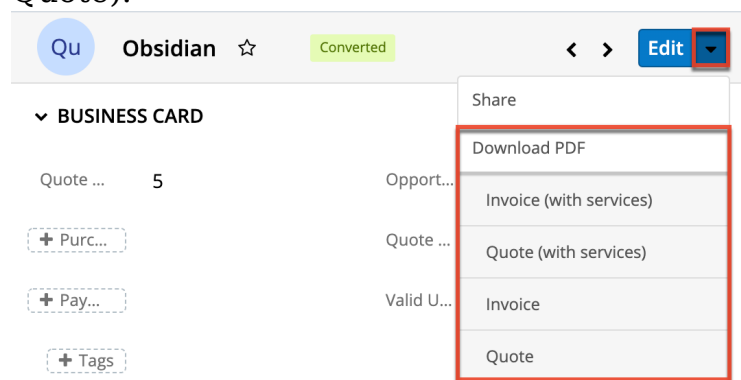 Quote).
Qu Obsidian Converted Edit
Share
BUSINESS CARD
Download PDF
Quote ... 5 Opport...
Invoice (with services)
+ Purc... Quote ...
Quote (with services)
+ Pay... Valid U...
Invoice
+ Tags
Quote